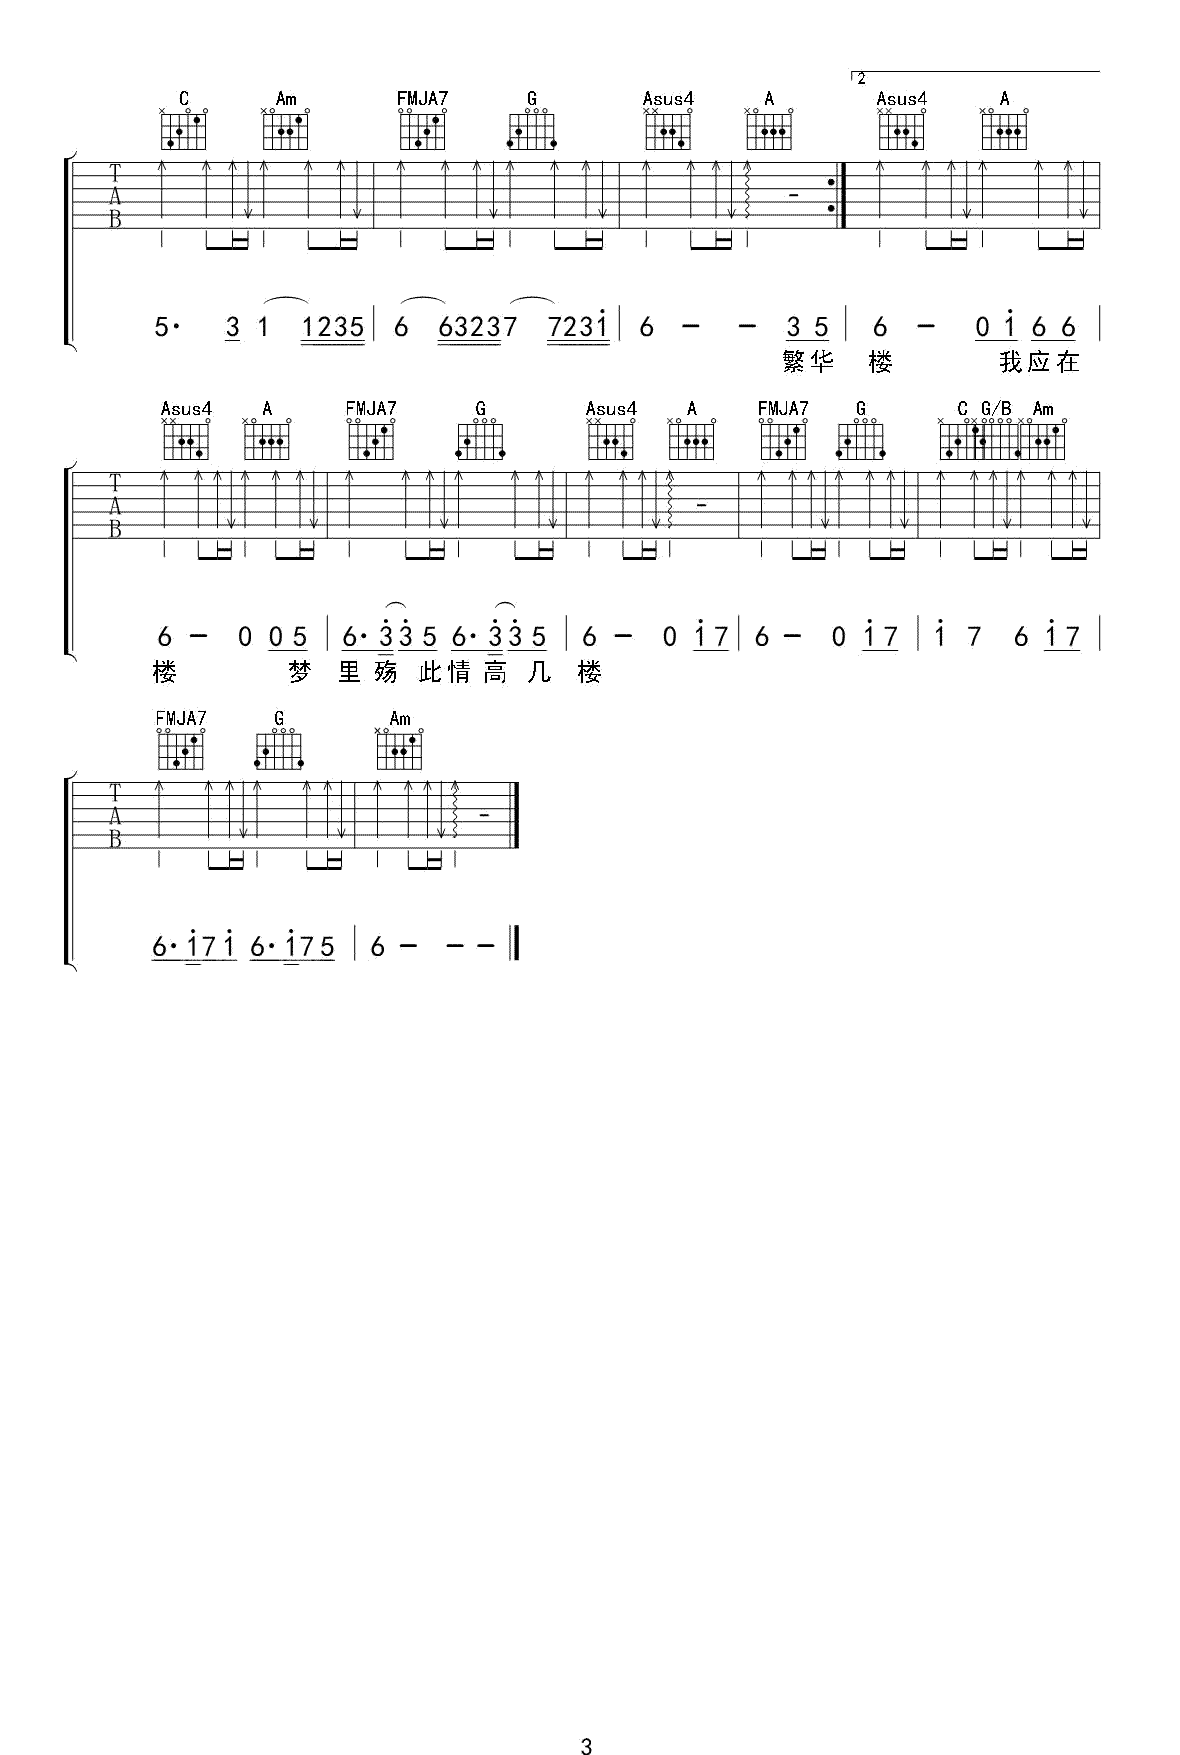 2
C Am FMJA7 G Asus4 A Asus4 A
T
A
B
5· 3 1 1235 6 63237 7231̇ 6 - - 3 5 6 - 0 1̇ 6 6
繁华 楼 我应在
Asus4 A FMJA7 G Asus4 A FMJA7 G C G/B Am
T
A
B
6 - 0 05 6·3̇3̇5 6·3̇3̇5 6 - 0 1̇7 6 - 0 1̇7 1̇ 7 6 1̇7
楼 梦 里 殇 此情高 几 楼
FMJA7 G Am
T
A
B
6·1̇71̇ 6·1̇75 6 - - -
3